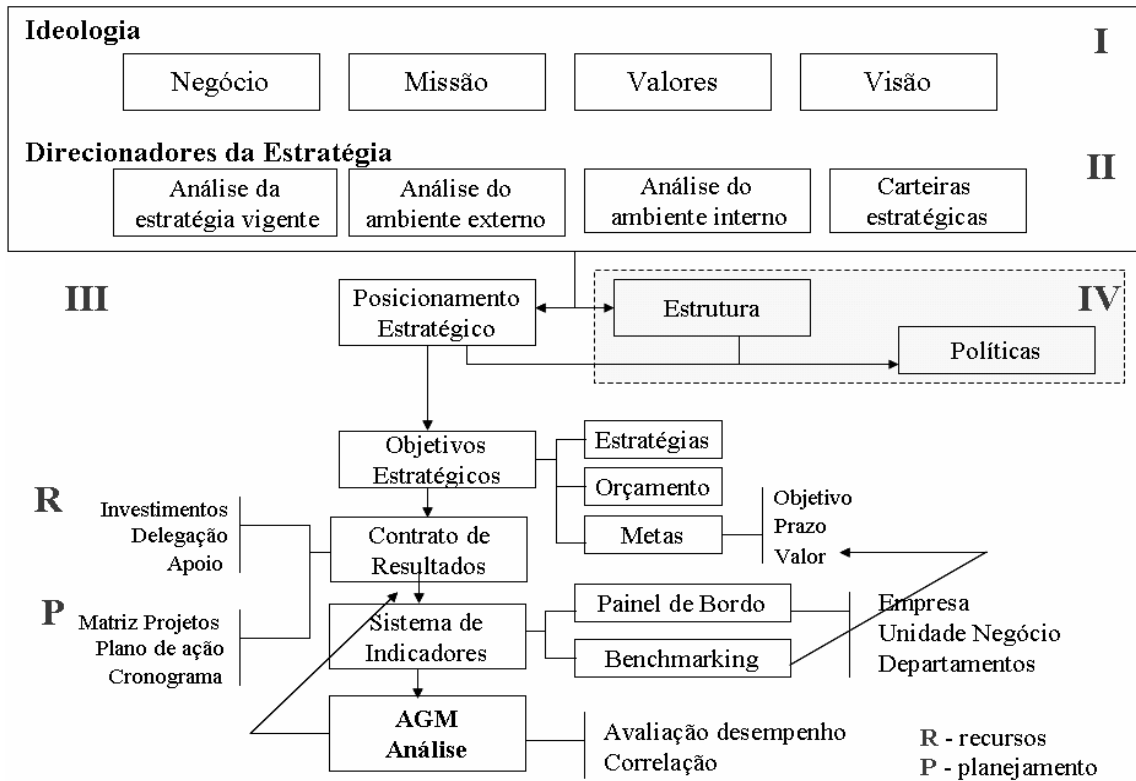 Ideologia
I
Negócio
Missão
Valores
Visão
Direcionadores da Estratégia
II
Análise da
estratégia vigente
Análise do
ambiente externo
Análise do
ambiente interno
Carteiras
estratégicas
III
Posicionamento
Estratégico
Estrutura
IV
Políticas
Objetivos
Estratégicos
Estratégias
Orçamento
Metas
Objetivo
Prazo
Valor
R
Investimentos
Delegação
Apoio
Contrato de
Resultados
P
Matriz Projetos
Plano de ação
Cronograma
Sistema de
Indicadores
Painel de Bordo
Benchmarking
Empresa
Unidade Negócio
Departamentos
AGM
Análise
Avaliação desempenho
Correlação
R - recursos
P - planejamento